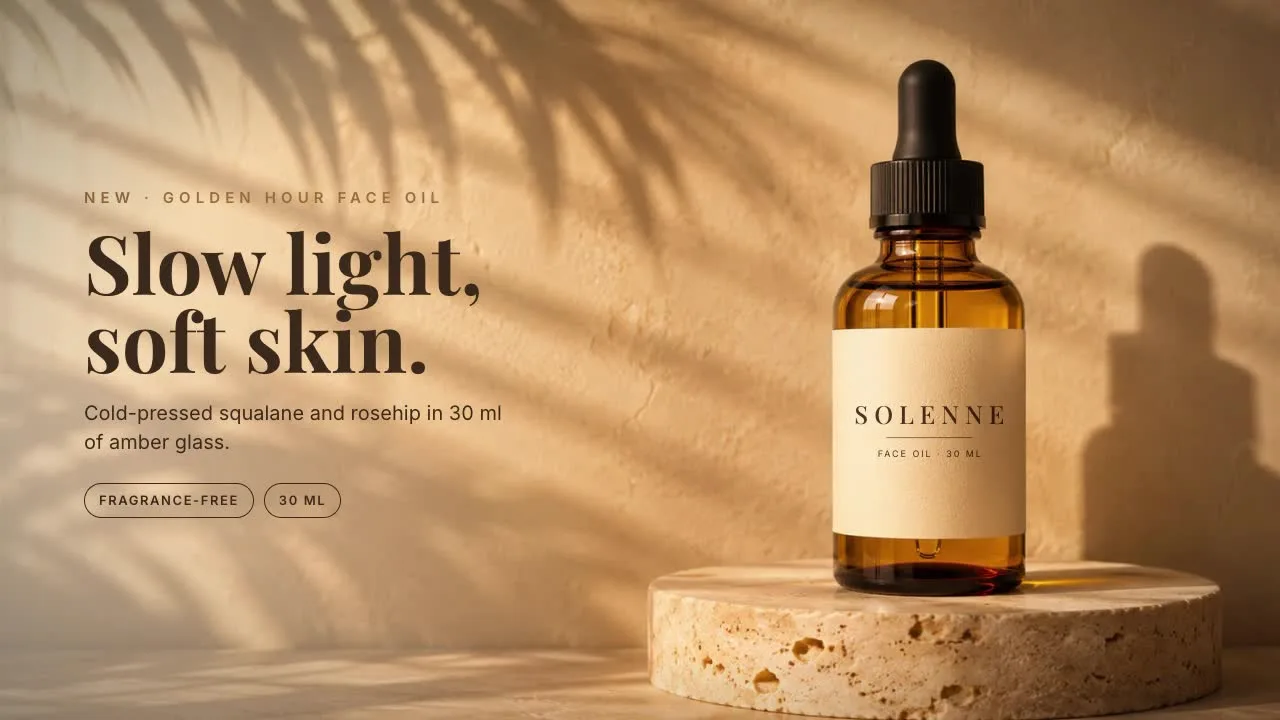 NEW · GOLDEN HOUR FACE OIL
Slow light,
soft skin.
Cold-pressed squalane and rosehip in 30 ml
of amber glass.
FRAGRANCE-FREE
30 ML
SOLENNE
FACE OIL · 30 ML